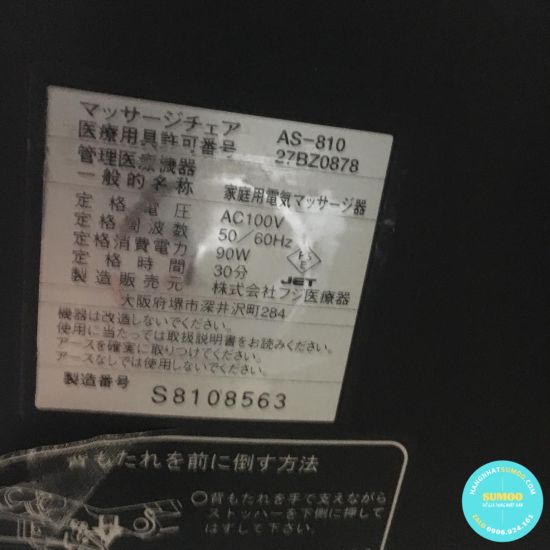 マッサージチェア AS-810
医療用具許可番号 27BZ0878
管理医療機器
一般的名称 家庭用電気マッサージ器
定格電圧 AC100V
定格周波数 50/60Hz
定格消費電力 90W
定格時間 30分
製造販売元 株式会社フジ医療器
大阪府堺市深井沢町284
PS
E
JET
機器は改造しないでください。
使用に当たっては取扱説明書をお読みください。
アースを確実に取りつけてください。
アースなしでは使用しないでください。
製造番号 S8108563
背もたれを前に倒す方法
○背もたれを手で支えながら
ストッパーを下側に押して
はずして下さい。
HANGNHATSUMOO.COM
SUMOO
ZALO 0906.924.161